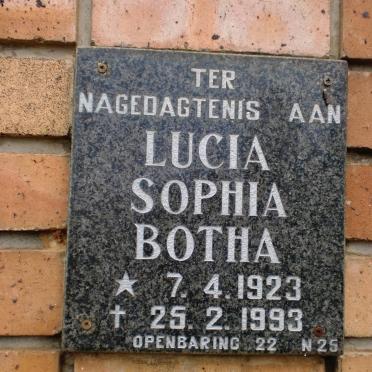 TER
NAGEDAGTENIS AAN
LUCIA
SOPHIA
BOTHA
★ 7. 4. 1923
† 25. 2. 1993
OPENBARING 22 N 25